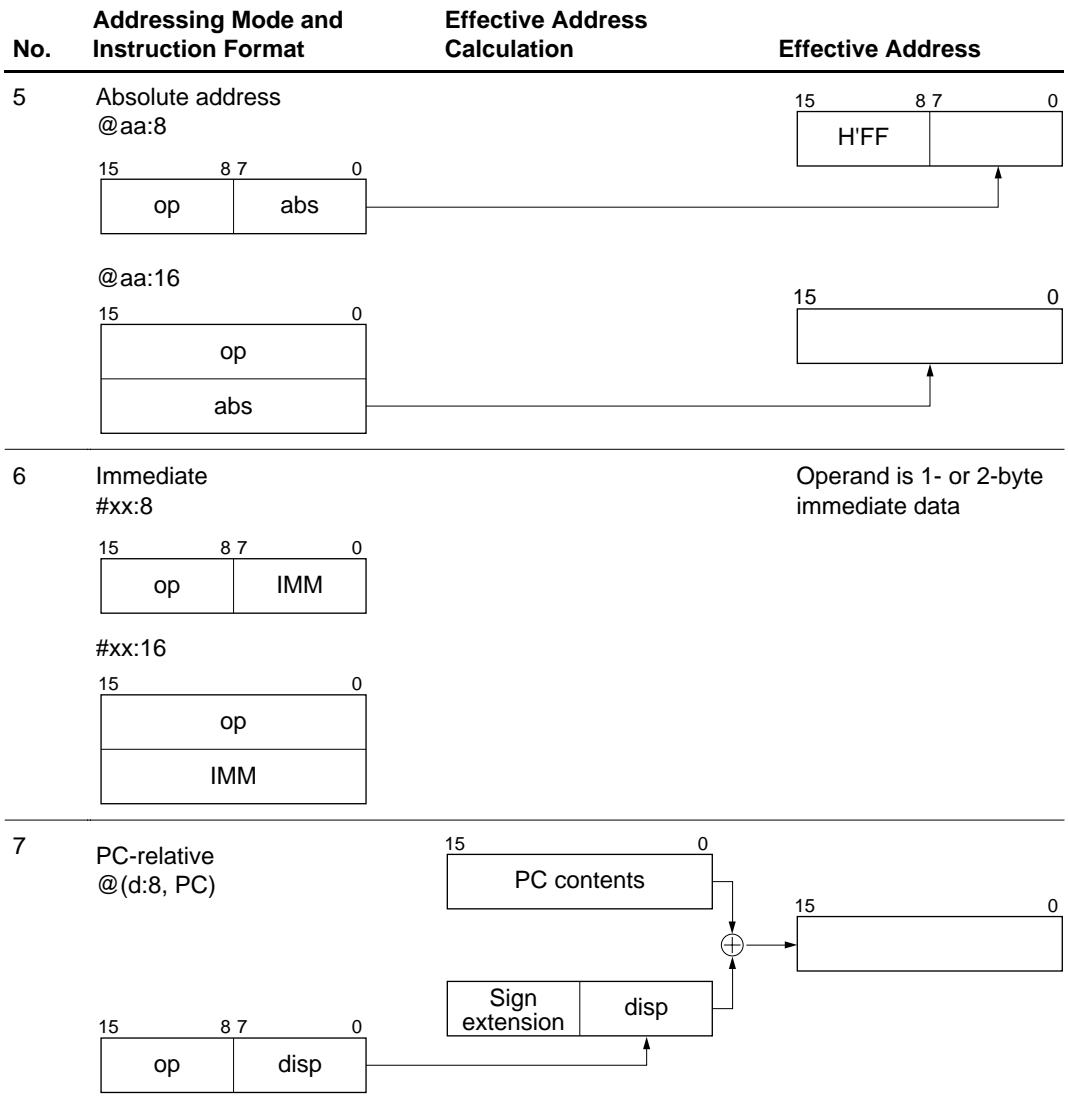 No. Addressing Mode and Instruction Format Effective Address Calculation Effective Address
5 Absolute address
@aa:8
15 8 7 0
H'FF
15 8 7 0
op abs
@aa:16
15 0
15 0
op
abs
6 Immediate Operand is 1- or 2-byte
#xx:8 immediate data
15 8 7 0
op IMM
#xx:16
15 0
op
IMM
7 PC-relative
@(d:8, PC)
15 0
PC contents
15 0
Sign extension disp
15 8 7 0
op disp